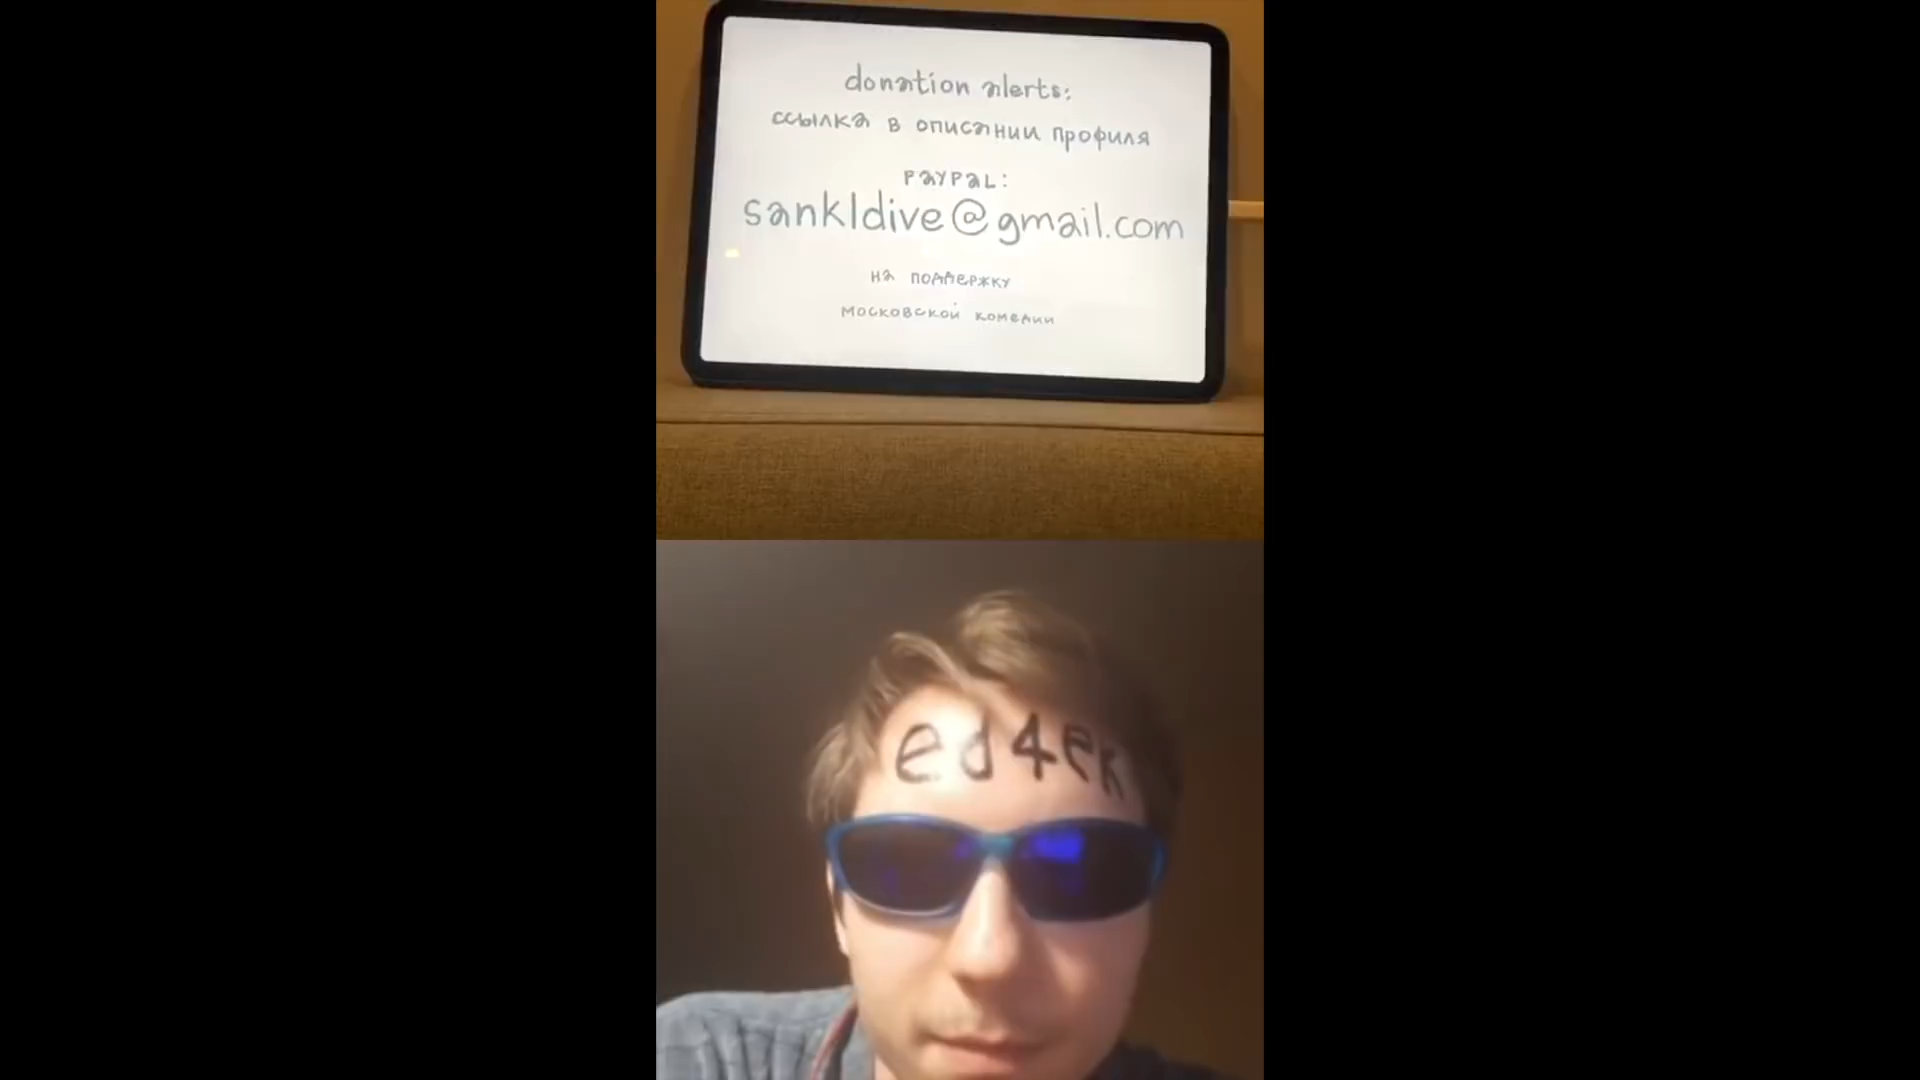 donation alerts:
ссылка в описании профиля
PAYPAL:
sankldive@gmail.com
на поддержку
московской комедии
ed4ek